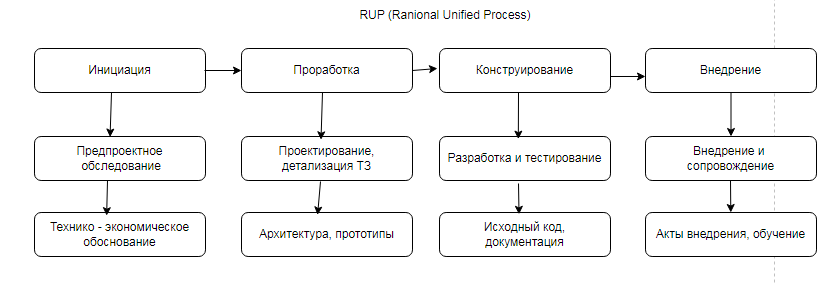 RUP (Ranional Unified Process)
Инициация
Проработка
Конструирование
Внедрение
Предпроектное
обследование
Проектирование,
детализация ТЗ
Разработка и тестирование
Внедрение и
сопровождение
Технико - экономическое
обоснование
Архитектура, прототипы
Исходный код,
документация
Акты внедрения, обучение